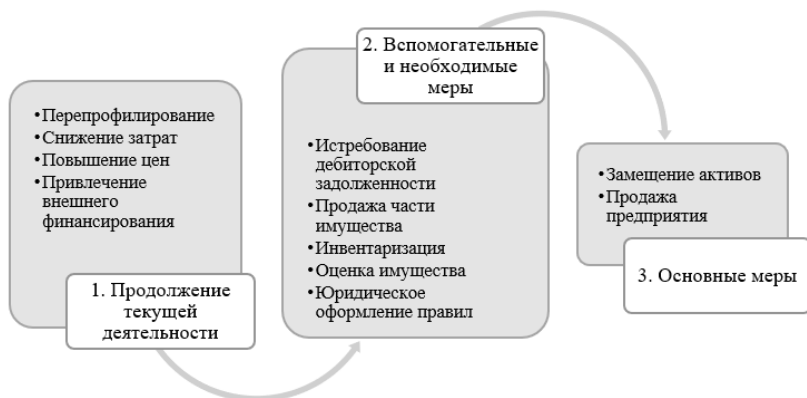 •Перепрофилирование
•Снижение затрат
•Повышение цен
•Привлечение
внешнего
финансирования
1. Продолжение
текущей
деятельности
2. Вспомогательные
и необходимые
меры
•Истребование
дебиторской
задолженности
•Продажа части
имущества
•Инвентаризация
•Оценка имущества
•Юридическое
оформление правил
•Замещение активов
•Продажа
предприятия
3. Основные меры